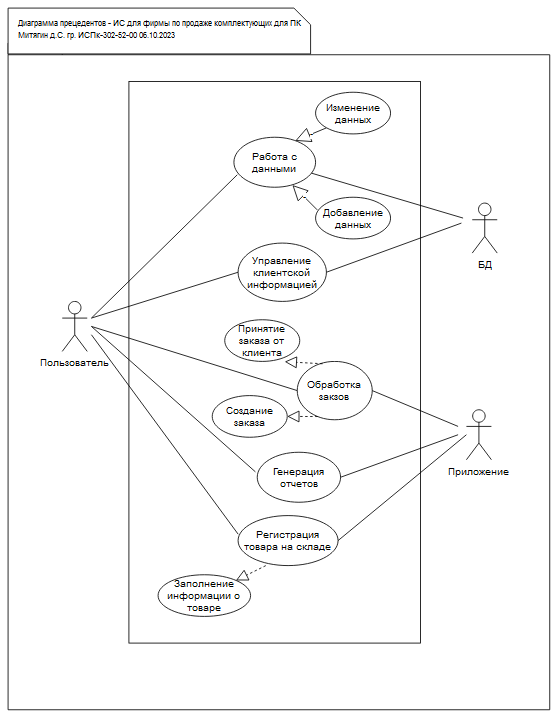 Диаграмма прецедентов - ИС для фирмы по продаже комплектующих для ПК
Митягин д.С. гр. ИСПк-302-52-00 06.10.2023
Изменение
данных
Работа с
данными
Добавление
данных
БД
Управление
клиентской
информацией
Пользователь
Принятие
заказа от
клиента
Обработка
закзов
Создание
заказа
Приложение
Генерация
отчетов
Регистрация
товара на складе
Заполнение
информации о
товаре